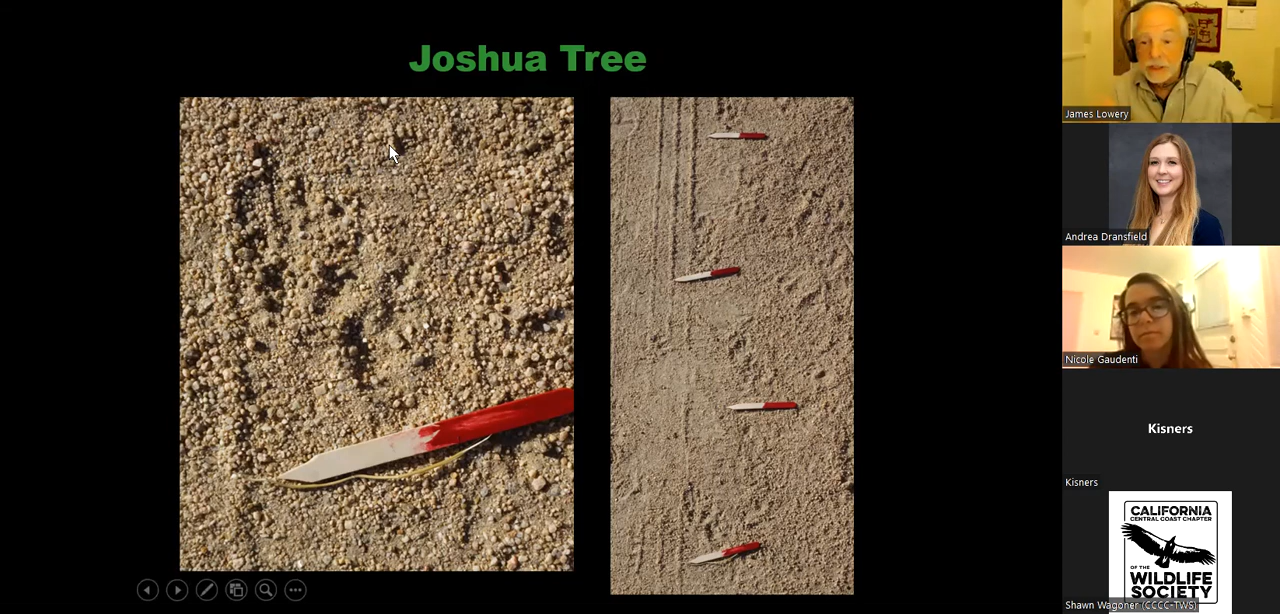 Joshua Tree
James Lowery
Andrea Dransfield
Nicole Gaudenti
Kisners
Kisners
CALIFORNIA
CENTRAL COAST CHAPTER
OF THE
WILDLIFE
SOCIETY
Shawn Wagoner (CCCC-TWS)